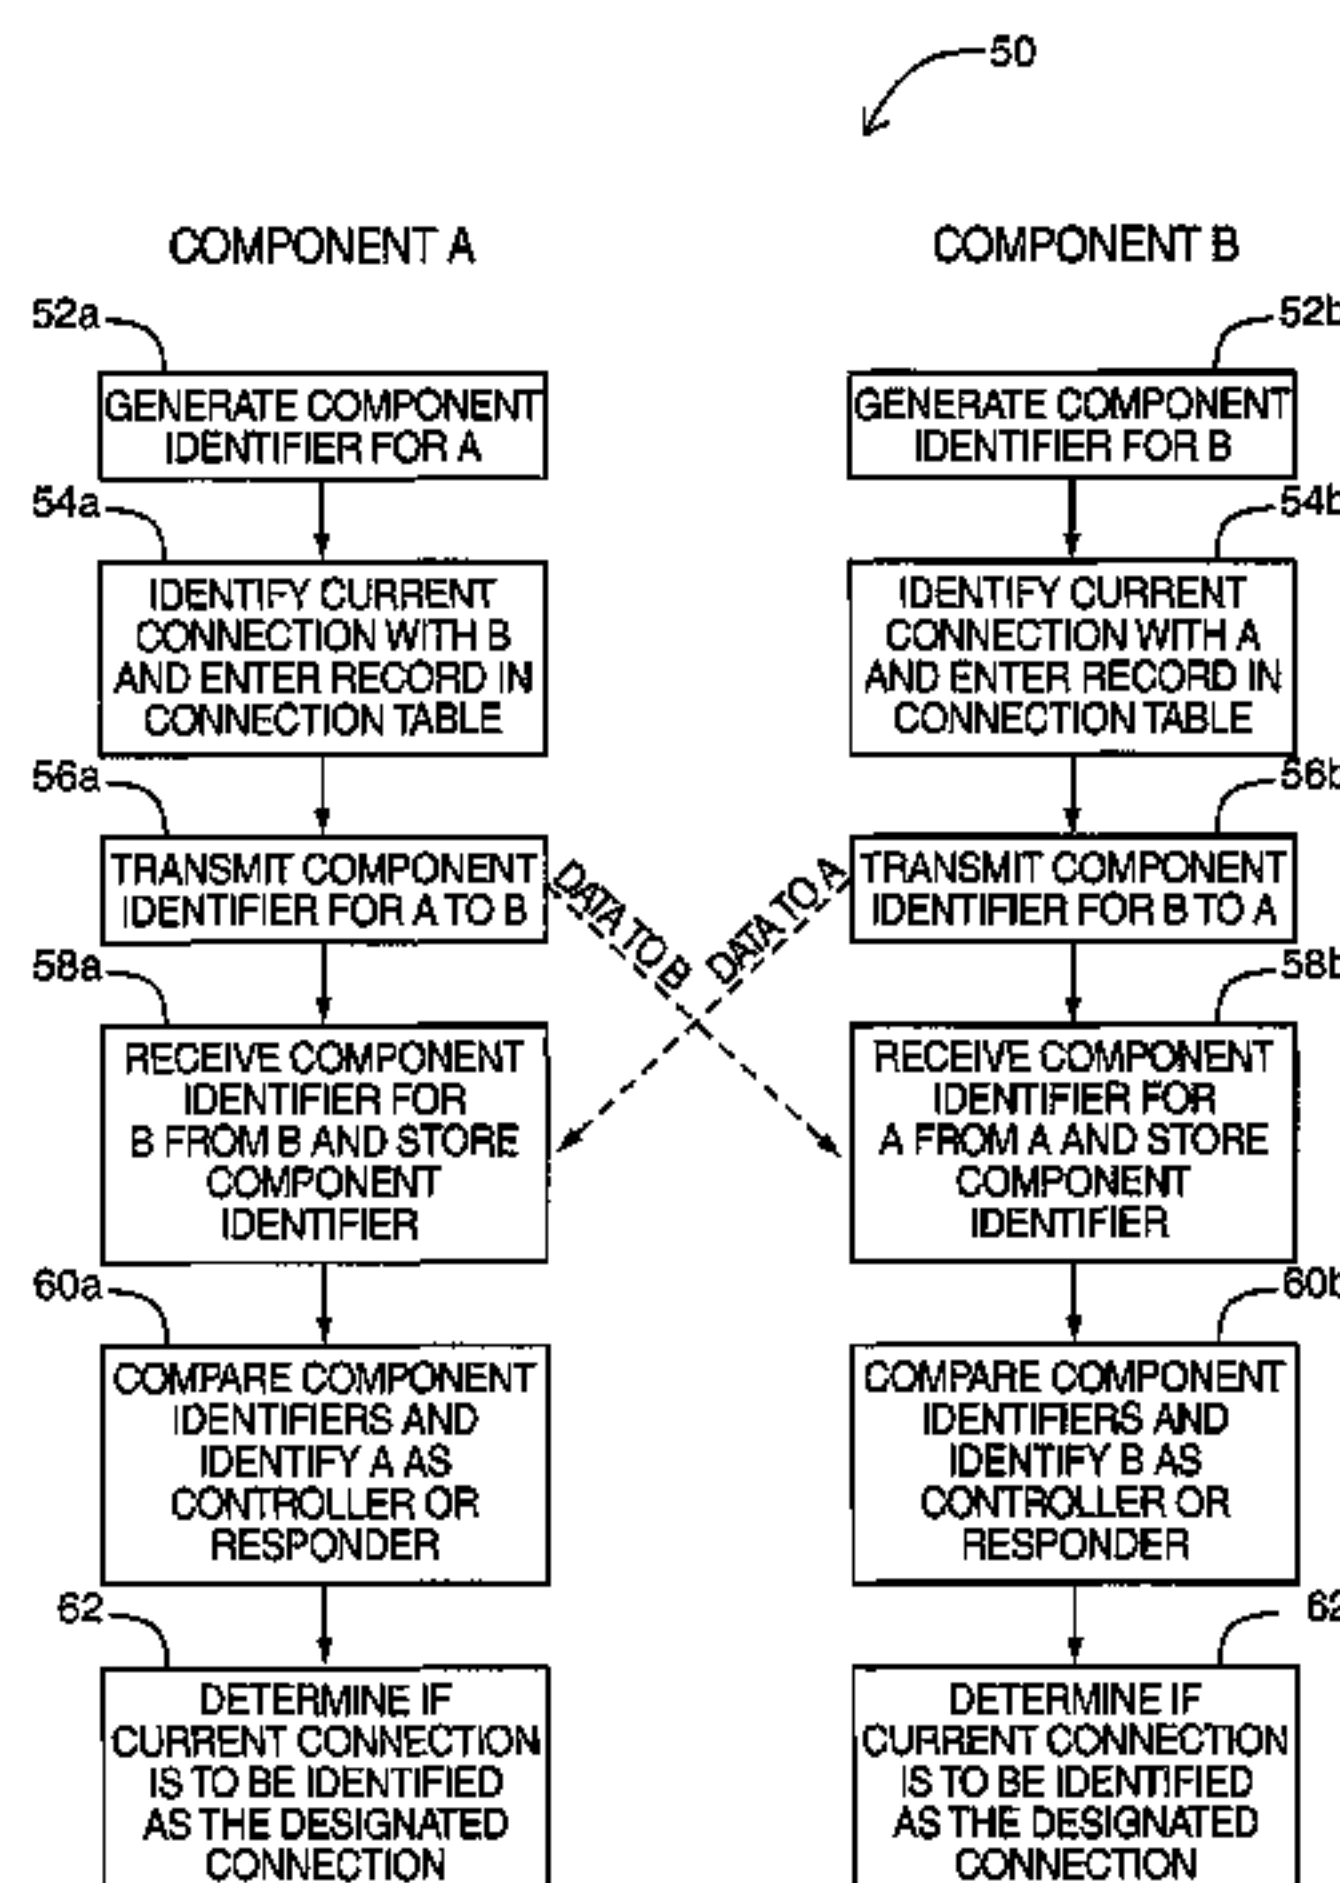 50
COMPONENT A
COMPONENT B
52a
52b
GENERATE COMPONENT
IDENTIFIER FOR A
GENERATE COMPONENT
IDENTIFIER FOR B
54a
54b
IDENTIFY CURRENT
CONNECTION WITH B
AND ENTER RECORD IN
CONNECTION TABLE
IDENTIFY CURRENT
CONNECTION WITH A
AND ENTER RECORD IN
CONNECTION TABLE
56a
56b
TRANSMIT COMPONENT
IDENTIFIER FOR A TO B
DATA TO B
DATA TO A
TRANSMIT COMPONENT
IDENTIFIER FOR B TO A
58a
58b
RECEIVE COMPONENT
IDENTIFIER FOR
B FROM B AND STORE
COMPONENT
IDENTIFIER
RECEIVE COMPONENT
IDENTIFIER FOR
A FROM A AND STORE
COMPONENT
IDENTIFIER
60a
60b
COMPARE COMPONENT
IDENTIFIERS AND
IDENTIFY A AS
CONTROLLER OR
RESPONDER
COMPARE COMPONENT
IDENTIFIERS AND
IDENTIFY B AS
CONTROLLER OR
RESPONDER
62
62
DETERMINE IF
CURRENT CONNECTION
IS TO BE IDENTIFIED
AS THE DESIGNATED
CONNECTION
DETERMINE IF
CURRENT CONNECTION
IS TO BE IDENTIFIED
AS THE DESIGNATED
CONNECTION